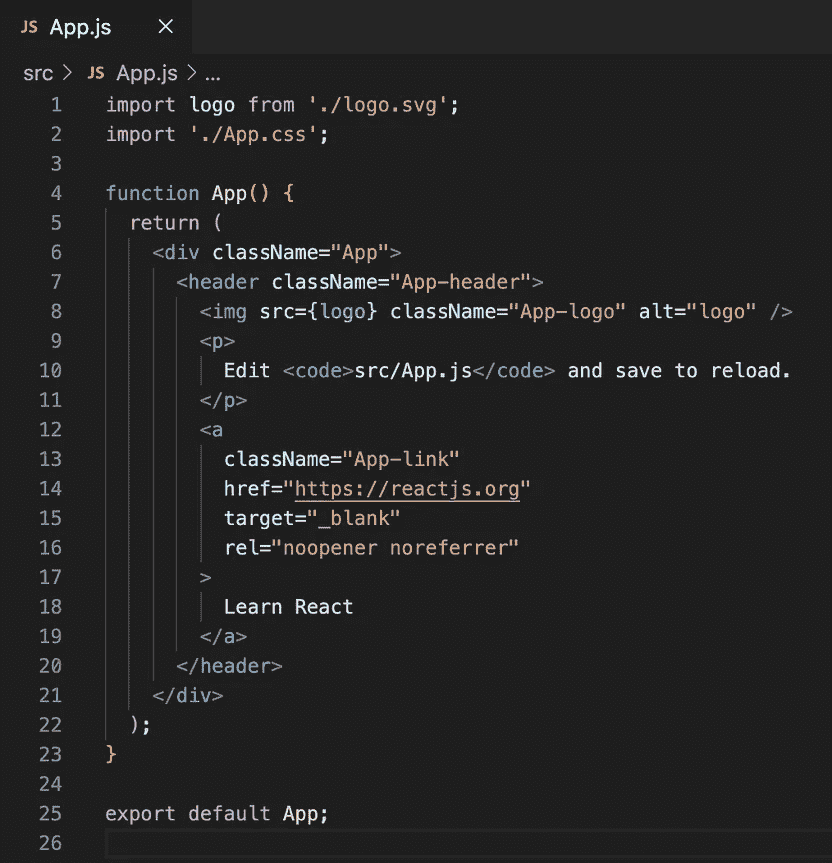 JS App.js ×
src > JS App.js > ...
1 import logo from './logo.svg';
2 import './App.css';
3
4 function App() {
5   return (
6     <div className="App">
7       <header className="App-header">
8         <img src={logo} className="App-logo" alt="logo" />
9         <p>
10           Edit <code>src/App.js</code> and save to reload.
11         </p>
12         <a
13           className="App-link"
14           href="https://reactjs.org"
15           target="_blank"
16           rel="noopener noreferrer"
17         >
18           Learn React
19         </a>
20       </header>
21     </div>
22   );
23 }
24
25 export default App;
26